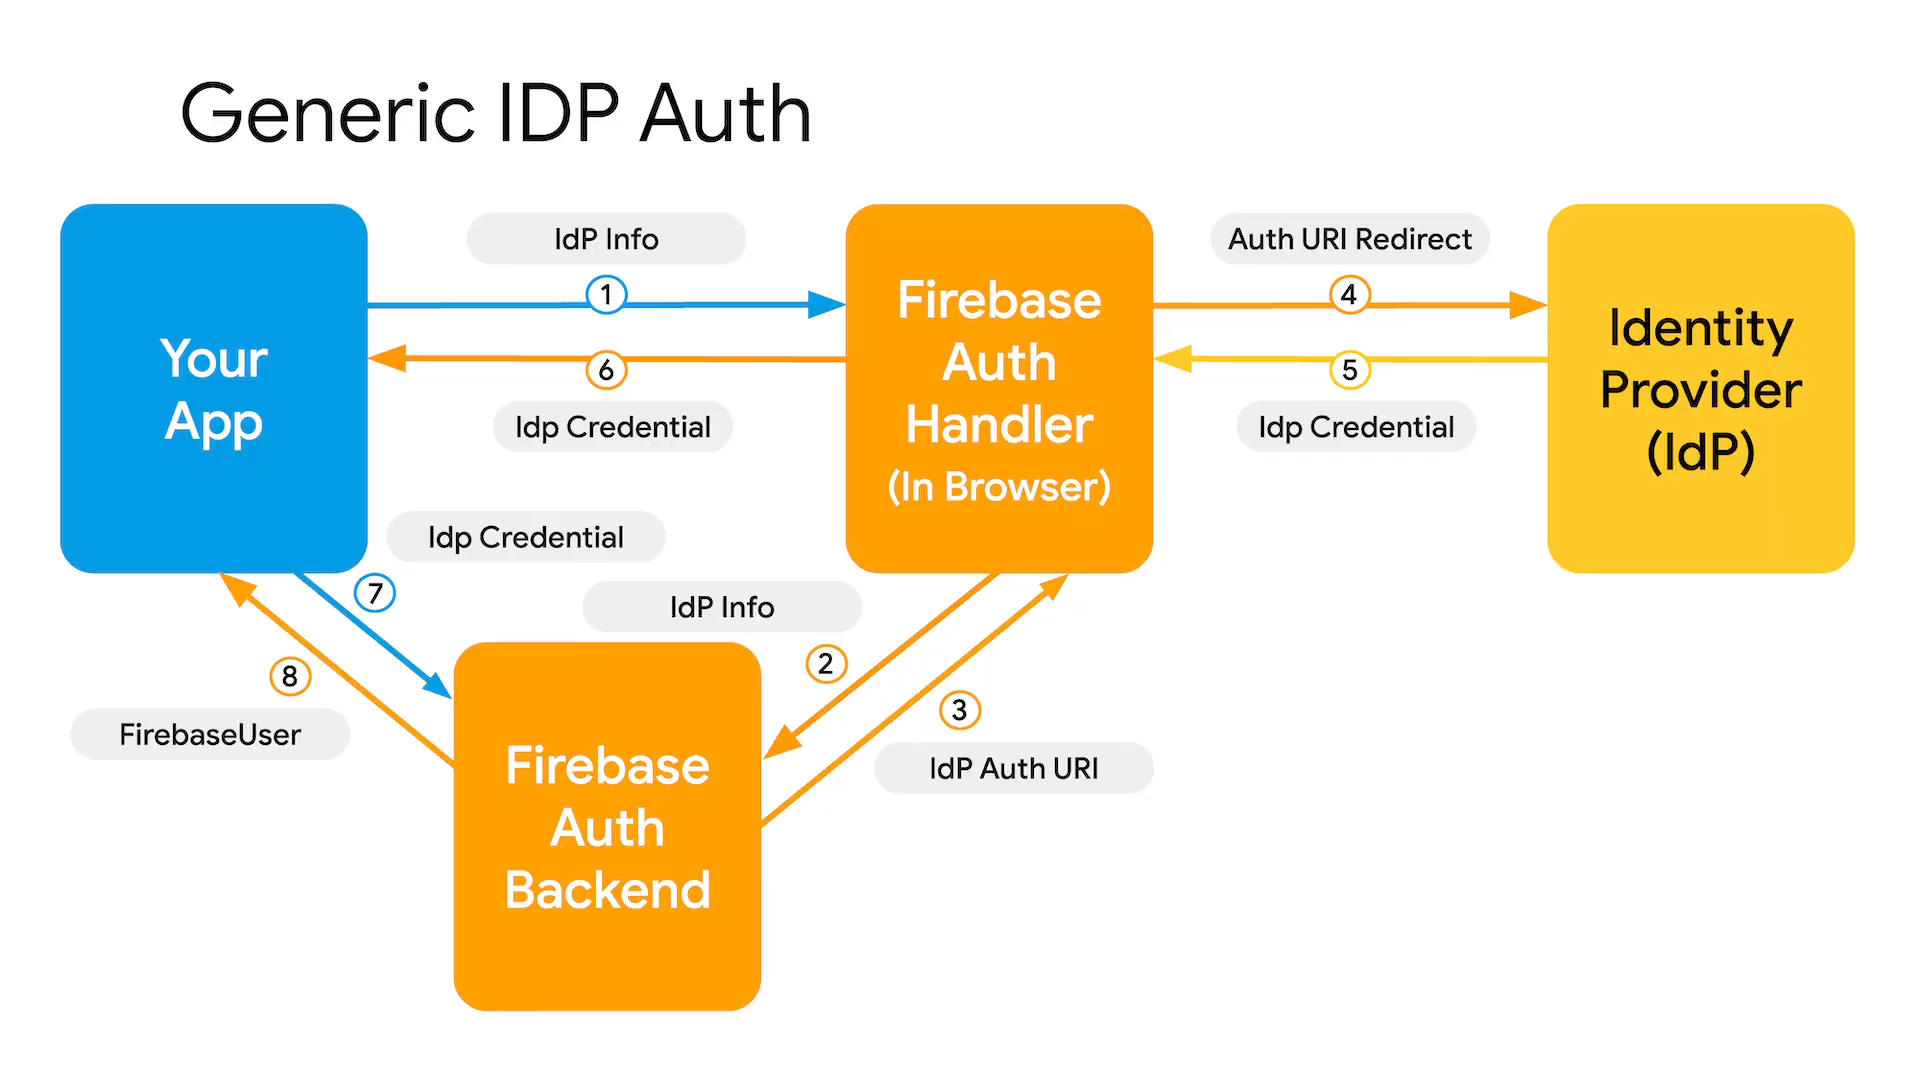 Generic IDP Auth
IdP Info
Auth URI Redirect
1
4
Your
App
Firebase
Auth
Handler
(In Browser)
Identity
Provider
(IdP)
6
5
Idp Credential
Idp Credential
Idp Credential
7
IdP Info
2
8
3
FirebaseUser
IdP Auth URI
Firebase
Auth
Backend